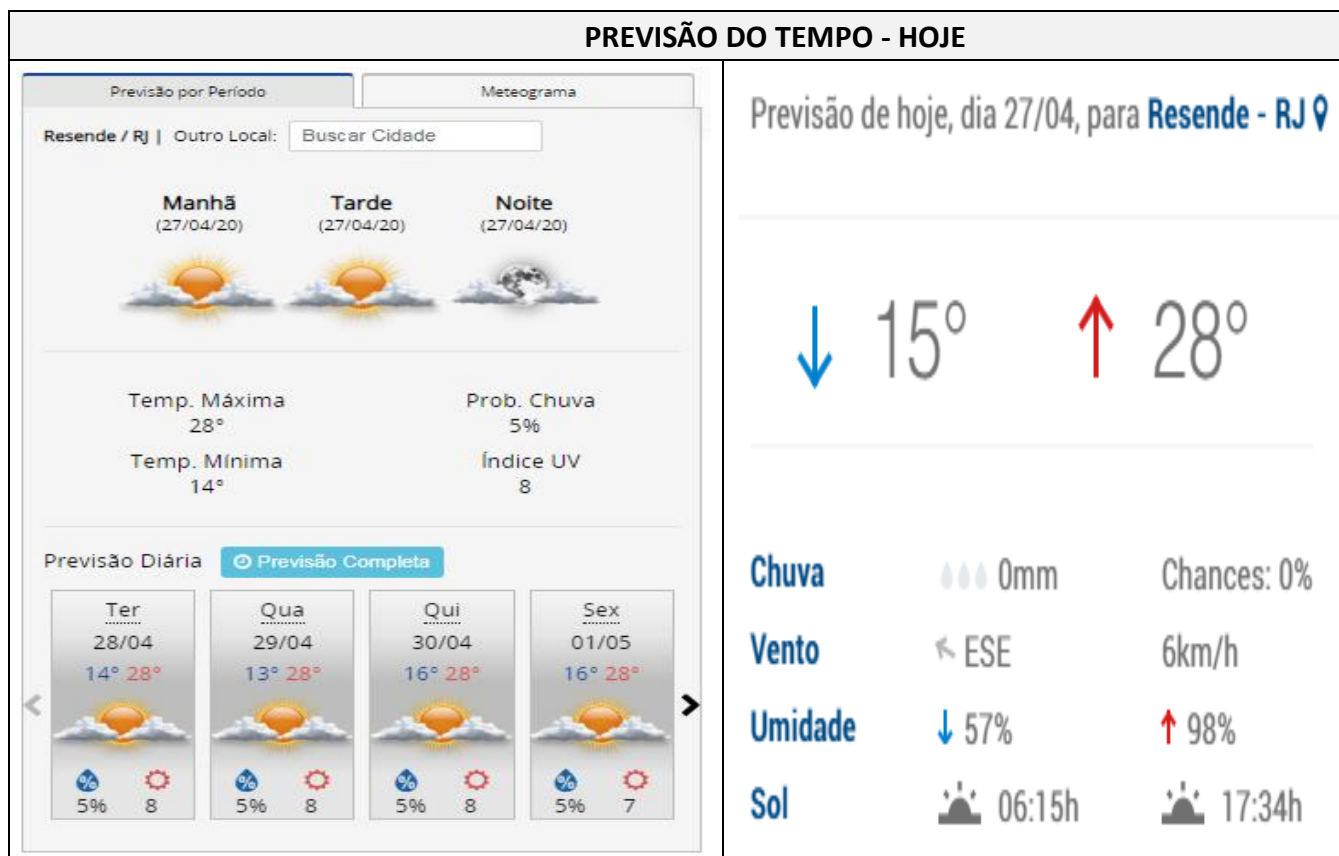 PREVISÃO DO TEMPO - HOJE
Previsão por Período
Meteograma
Resende / RJ | Outro Local: Buscar Cidade
Manhã Tarde Noite
(27/04/20) (27/04/20) (27/04/20)
Temp. Máxima Prob. Chuva
28° 5%
Temp. Mínima Índice UV
14° 8
Previsão Diária Previsão Completa
Ter Qua Qui Sex
28/04 29/04 30/04 01/05
14° 28° 13° 28° 16° 28° 16° 28°
% % % %
5% 8 5% 8 5% 8 5% 7
Previsão de hoje, dia 27/04, para Resende - RJ
15° 28°
Chuva 0mm Chances: 0%
Vento ESE 6km/h
Umidade 57% 98%
Sol 06:15h 17:34h